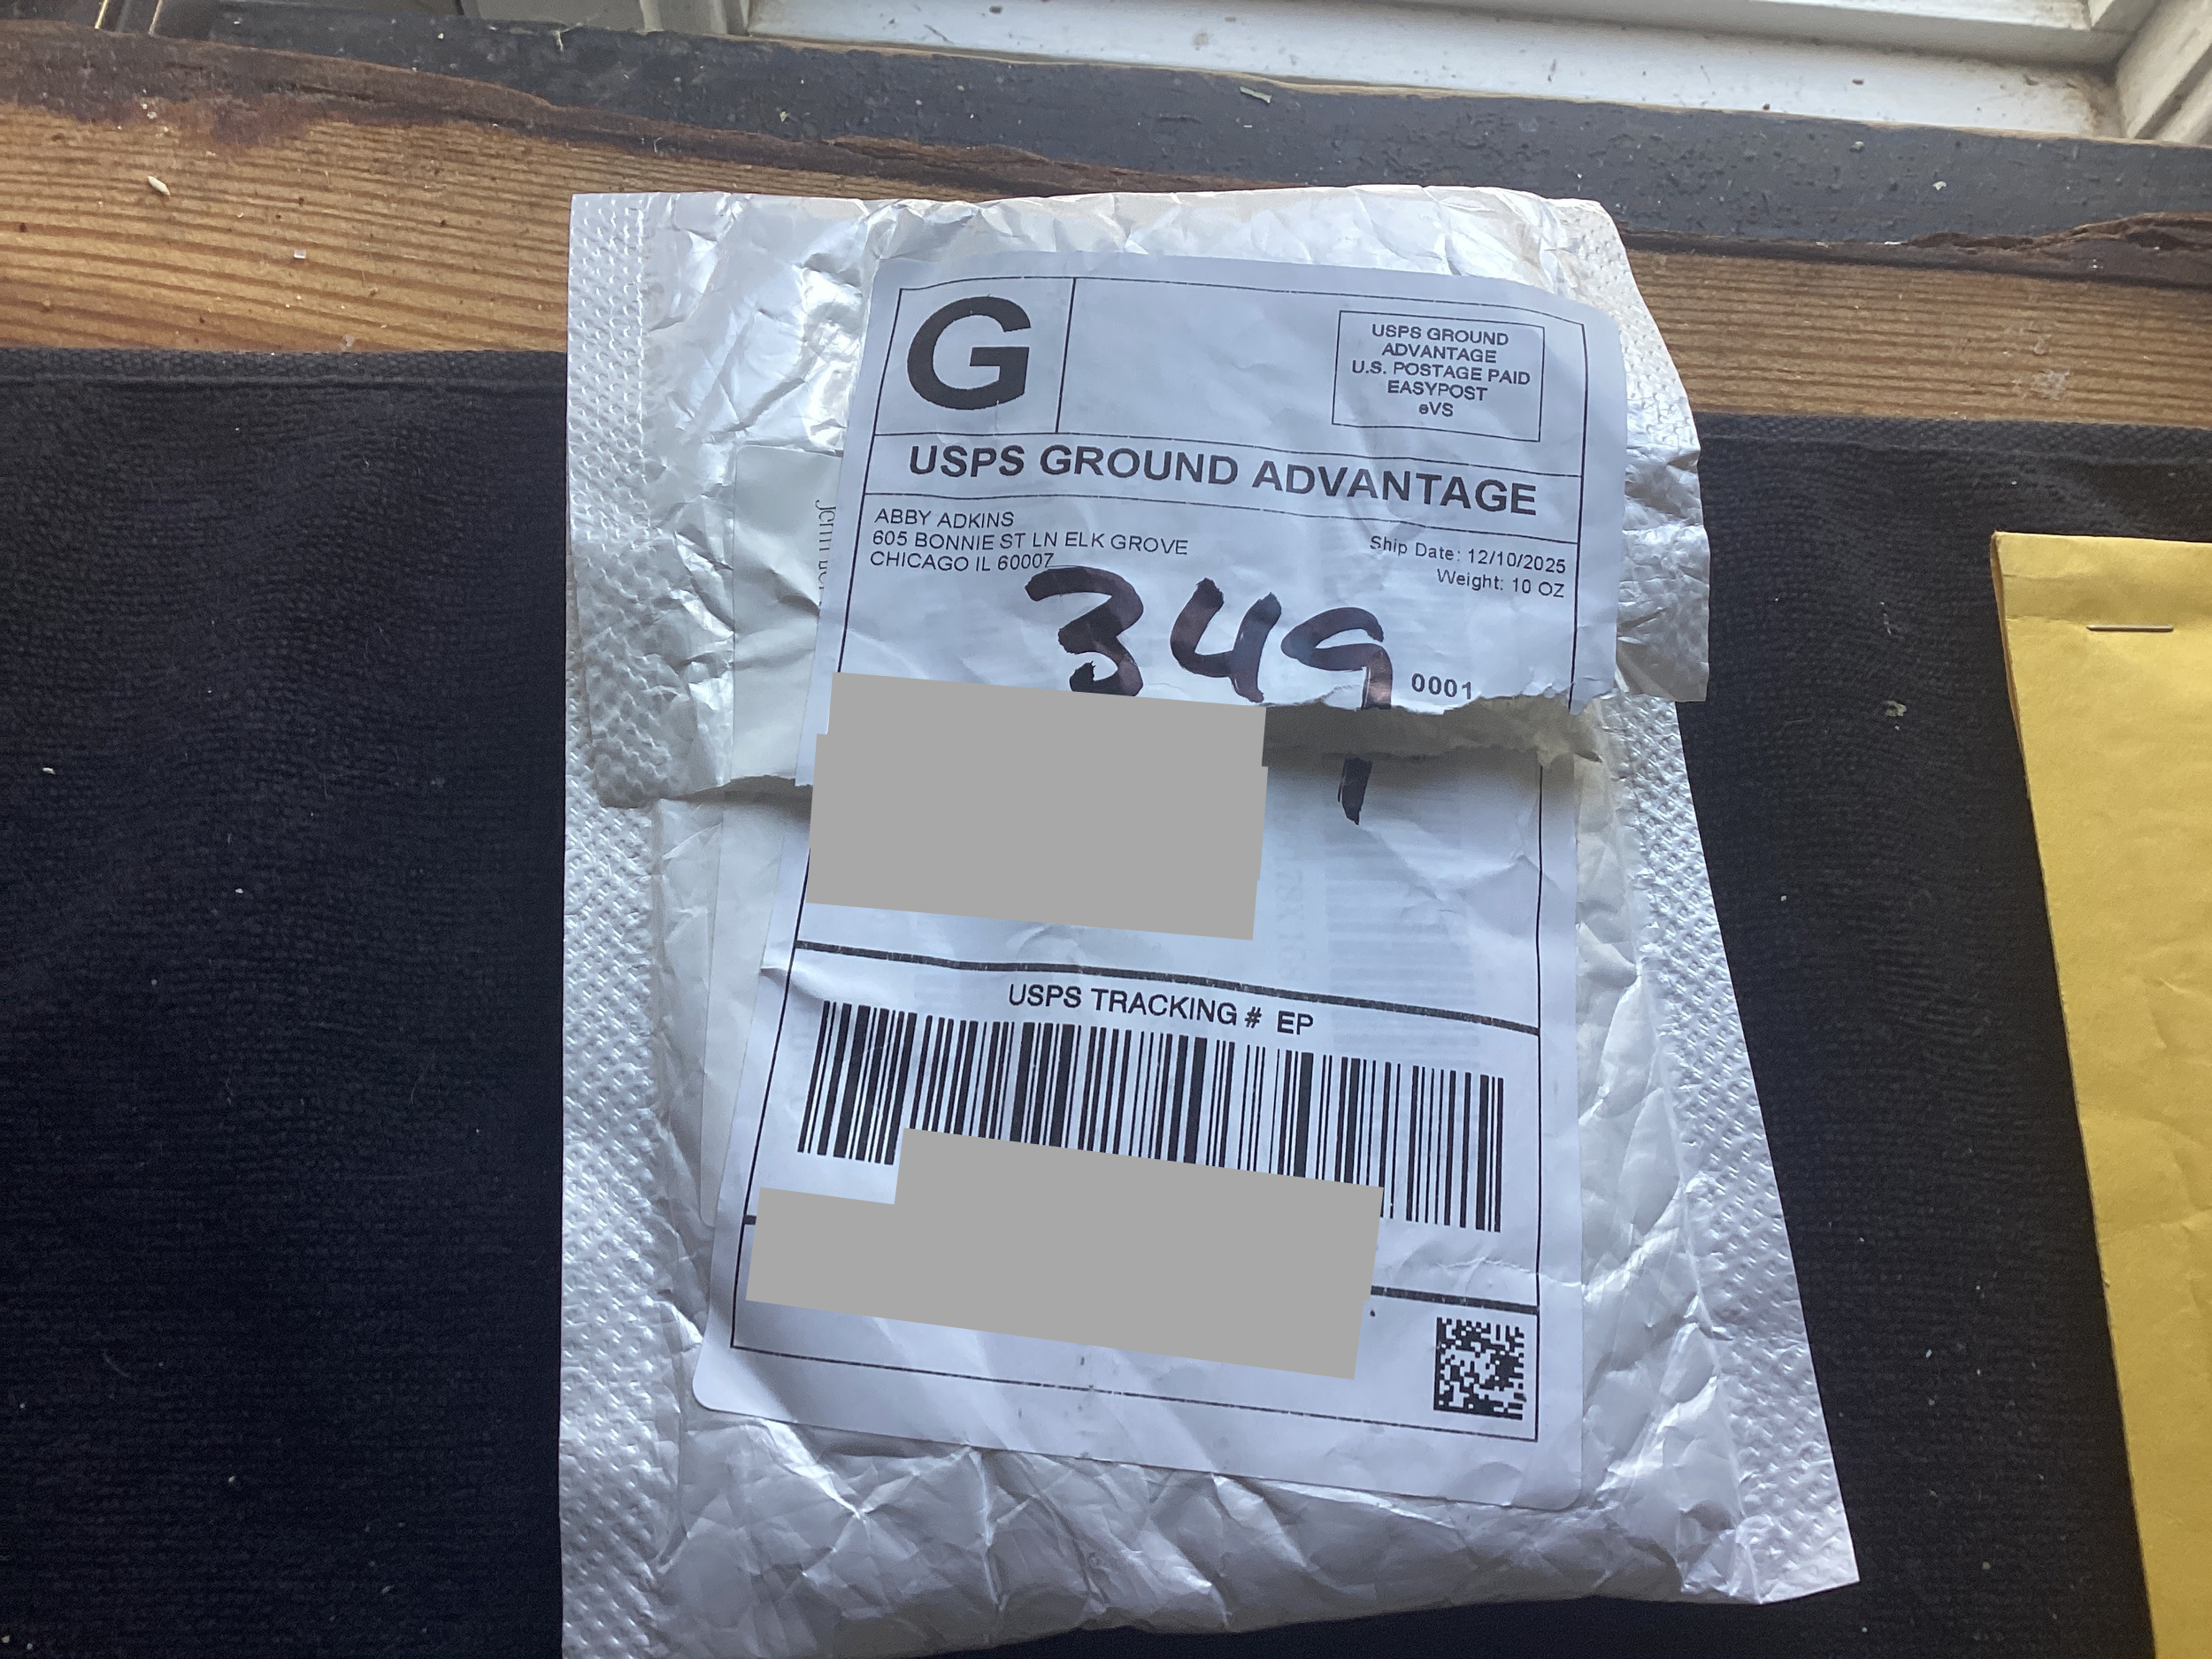 G
USPS GROUND
ADVANTAGE
U.S. POSTAGE PAID
EASYPOST
eVS
USPS GROUND ADVANTAGE
ABBY ADKINS
605 BONNIE ST LN ELK GROVE
CHICAGO IL 60007
Ship Date: 12/10/2025
Weight: 10 OZ
349
0001
USPS TRACKING # EP